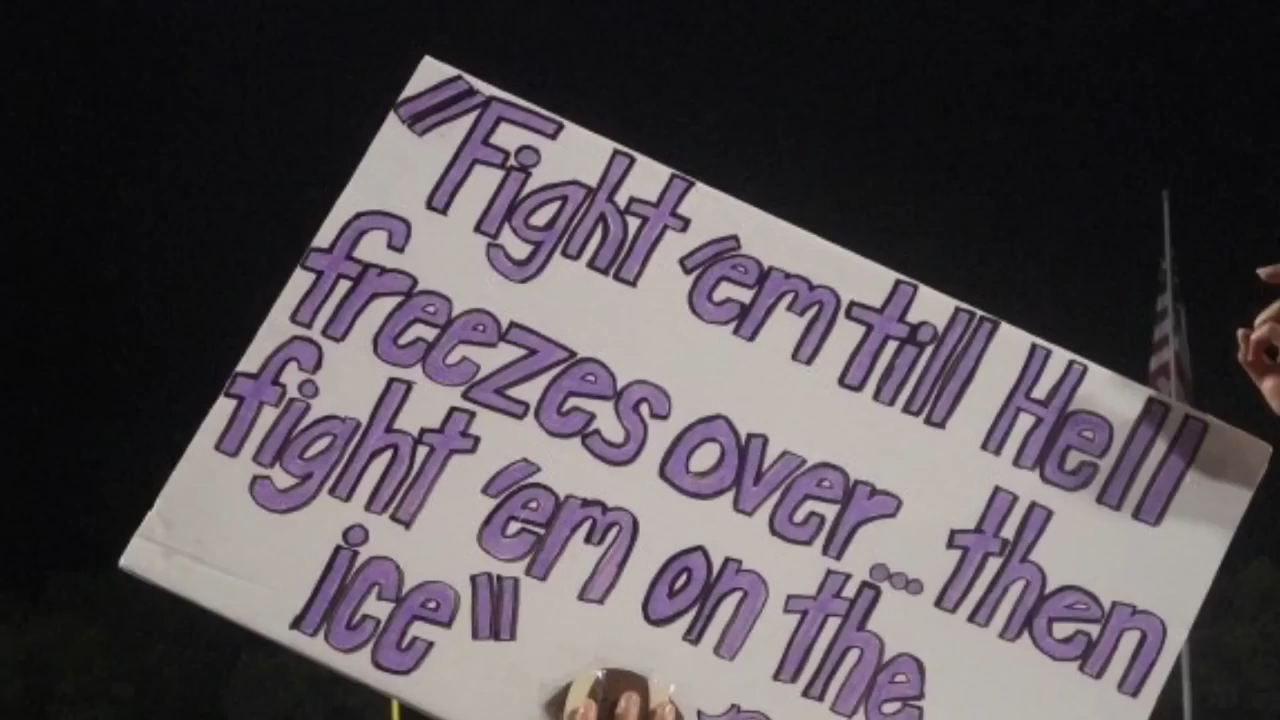 "Fight 'em till Hell
freezes over... then
fight 'em on the
ice"